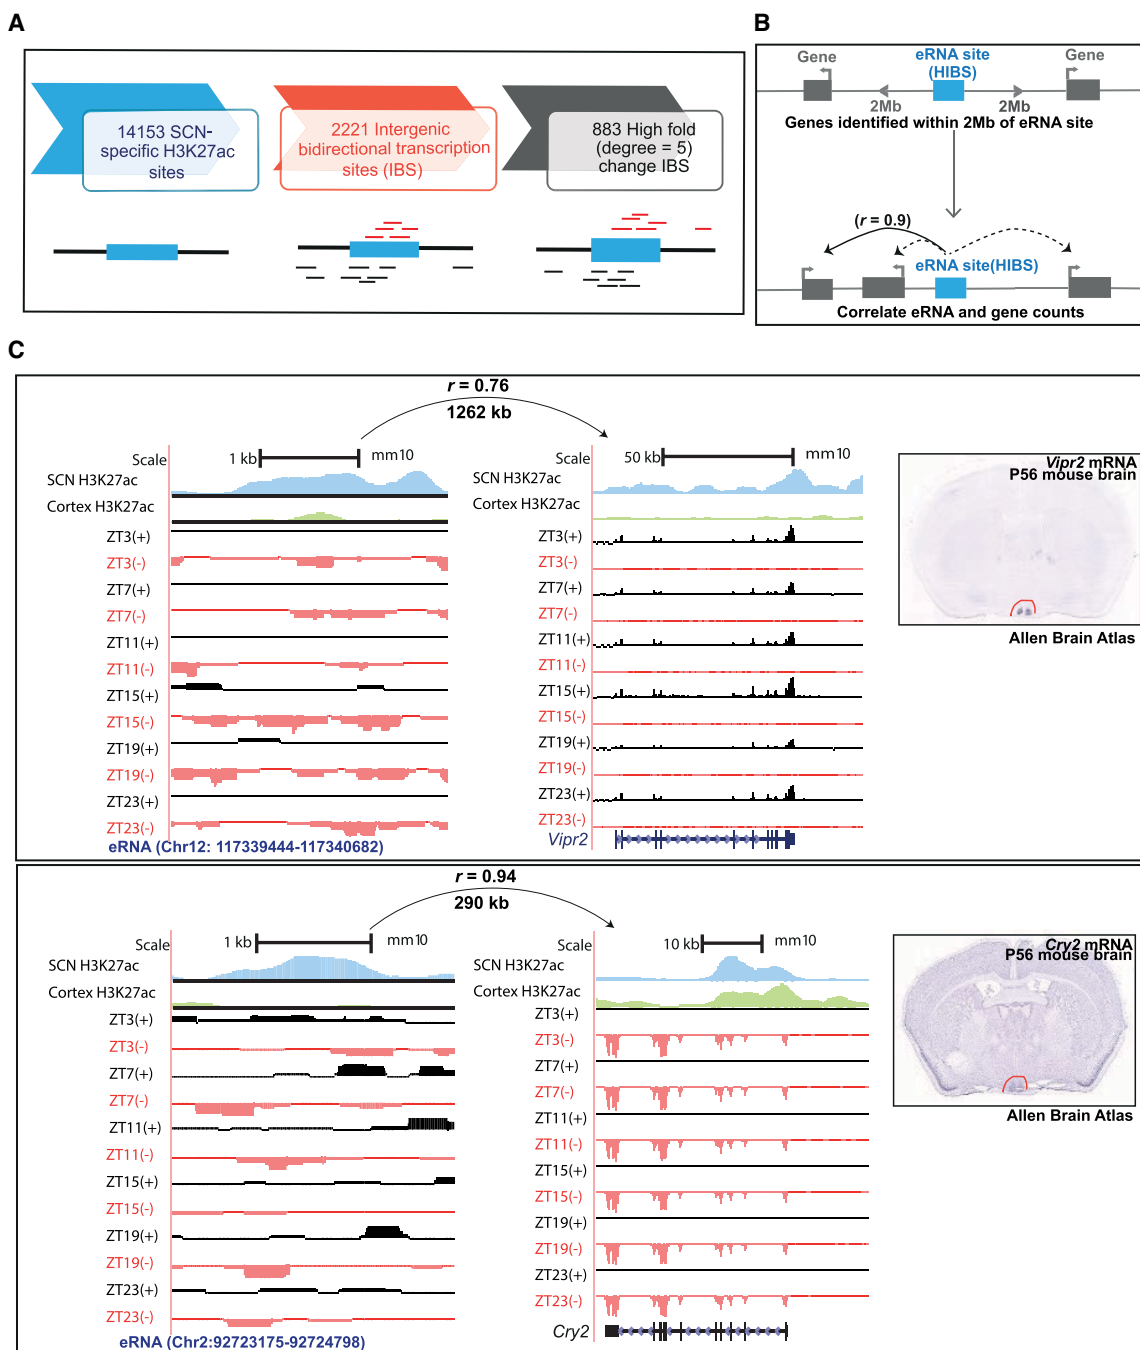 A
14153 SCN-
specific H3K27ac
sites
2221 Intergenic
bidirectional transcription
sites (IBS)
883 High fold
(degree = 5)
change IBS
B
Gene
eRNA site
(HIBS)
Gene
2Mb
2Mb
Genes identified within 2Mb of eRNA site
(r = 0.9)
eRNA site(HIBS)
Correlate eRNA and gene counts
C
r = 0.76
1262 kb
Scale
1 kb
mm10
SCN H3K27ac
Cortex H3K27ac
ZT3(+)
ZT3(-)
ZT7(+)
ZT7(-)
ZT11(+)
ZT11(-)
ZT15(+)
ZT15(-)
ZT19(+)
ZT19(-)
ZT23(+)
ZT23(-)
eRNA (Chr12: 117339444-117340682)
Scale
50 kb
mm10
SCN H3K27ac
Cortex H3K27ac
ZT3(+)
ZT3(-)
ZT7(+)
ZT7(-)
ZT11(+)
ZT11(-)
ZT15(+)
ZT15(-)
ZT19(+)
ZT19(-)
ZT23(+)
ZT23(-)
Vipr2
Vipr2 mRNA
P56 mouse brain
Allen Brain Atlas
r = 0.94
290 kb
Scale
1 kb
mm10
SCN H3K27ac
Cortex H3K27ac
ZT3(+)
ZT3(-)
ZT7(+)
ZT7(-)
ZT11(+)
ZT11(-)
ZT15(+)
ZT15(-)
ZT19(+)
ZT19(-)
ZT23(+)
ZT23(-)
eRNA (Chr2:92723175-92724798)
Scale
10 kb
mm10
SCN H3K27ac
Cortex H3K27ac
ZT3(+)
ZT3(-)
ZT7(+)
ZT7(-)
ZT11(+)
ZT11(-)
ZT15(+)
ZT15(-)
ZT19(+)
ZT19(-)
ZT23(+)
ZT23(-)
Cry2
Cry2 mRNA
P56 mouse brain
Allen Brain Atlas